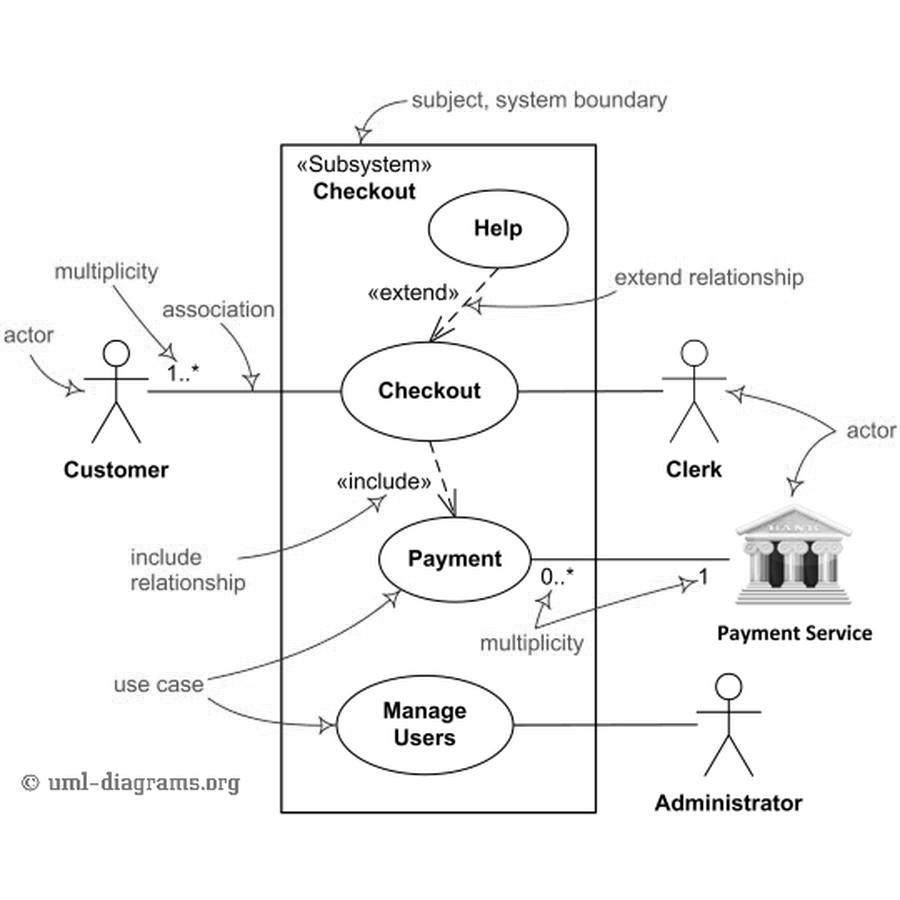 subject, system boundary
«Subsystem»
Checkout
Help
multiplicity
extend relationship
«extend»
association
actor
1..*
Checkout
actor
Customer
Clerk
«include»
BANK
include
relationship
Payment
0..*
1
Payment Service
multiplicity
use case
Manage
Users
© uml-diagrams.org
Administrator